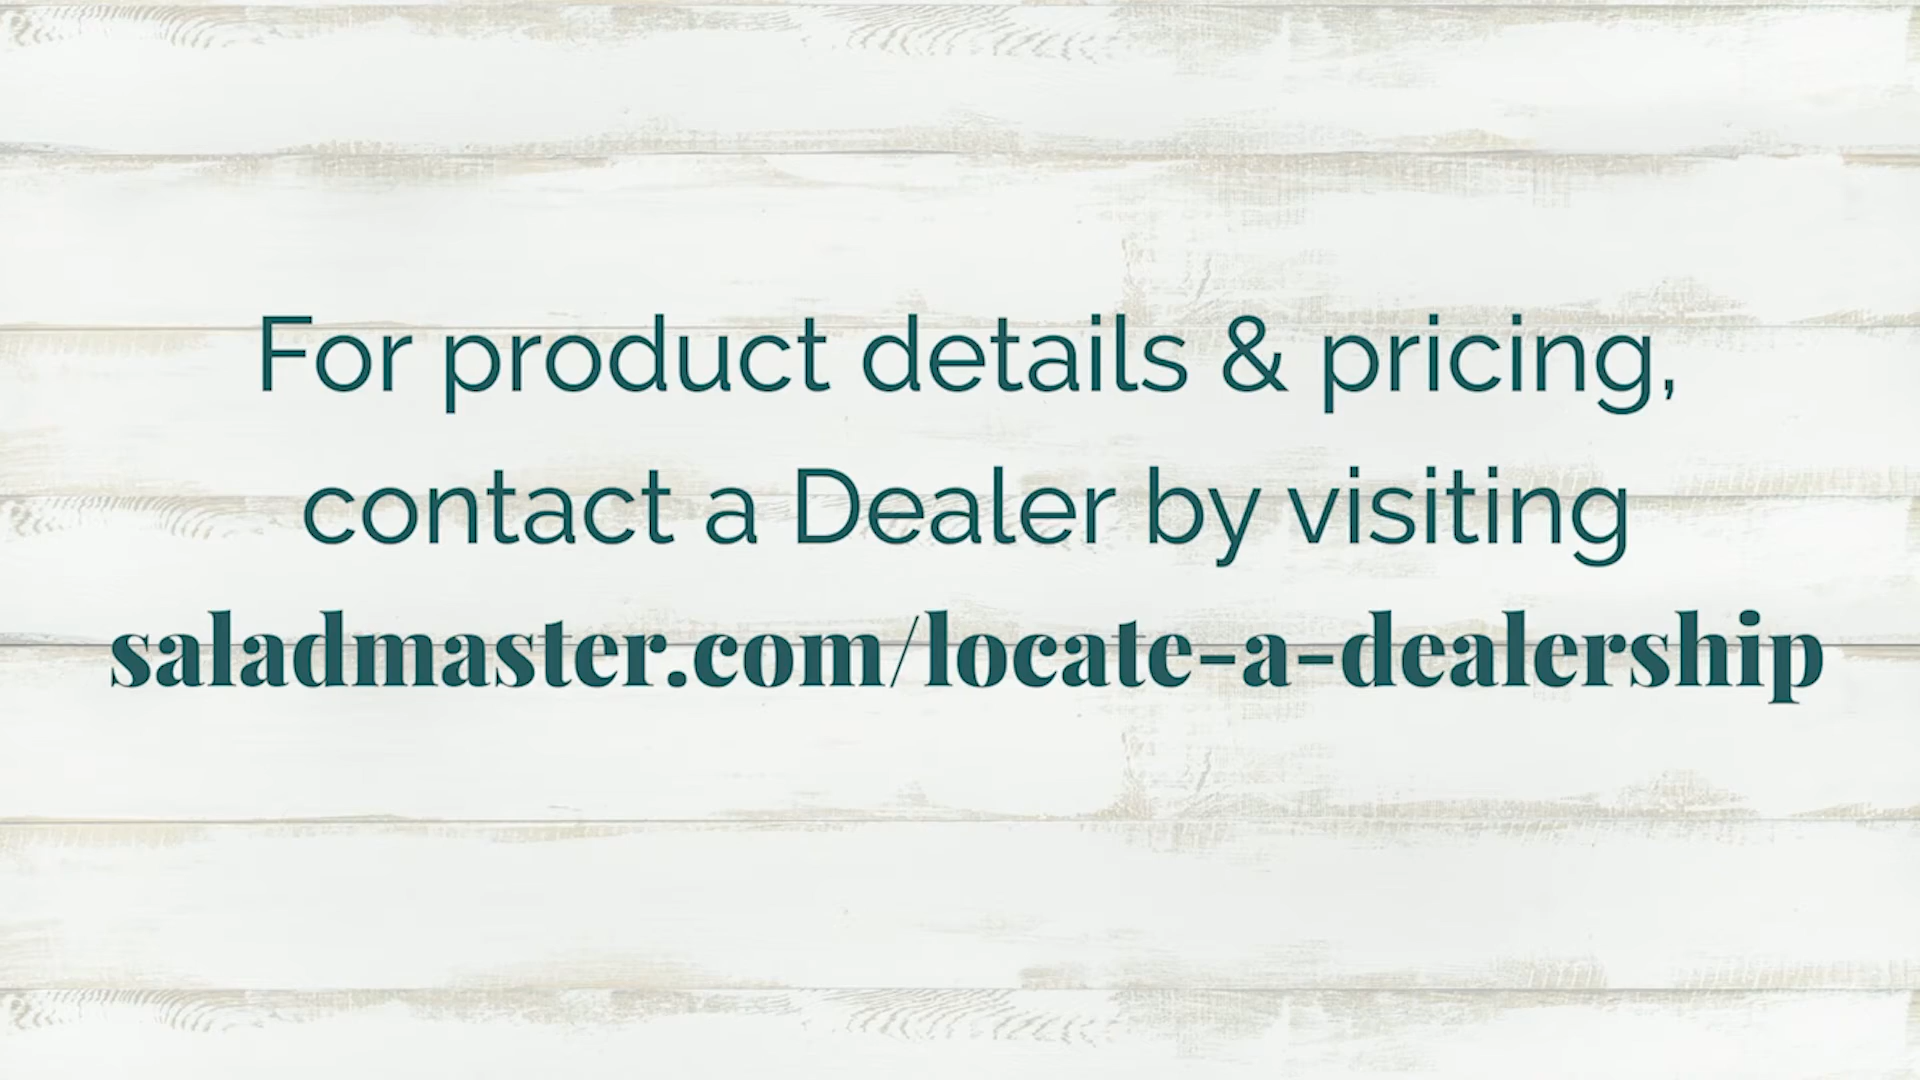 For product details & pricing,
contact a Dealer by visiting
saladmaster.com/locate-a-dealership